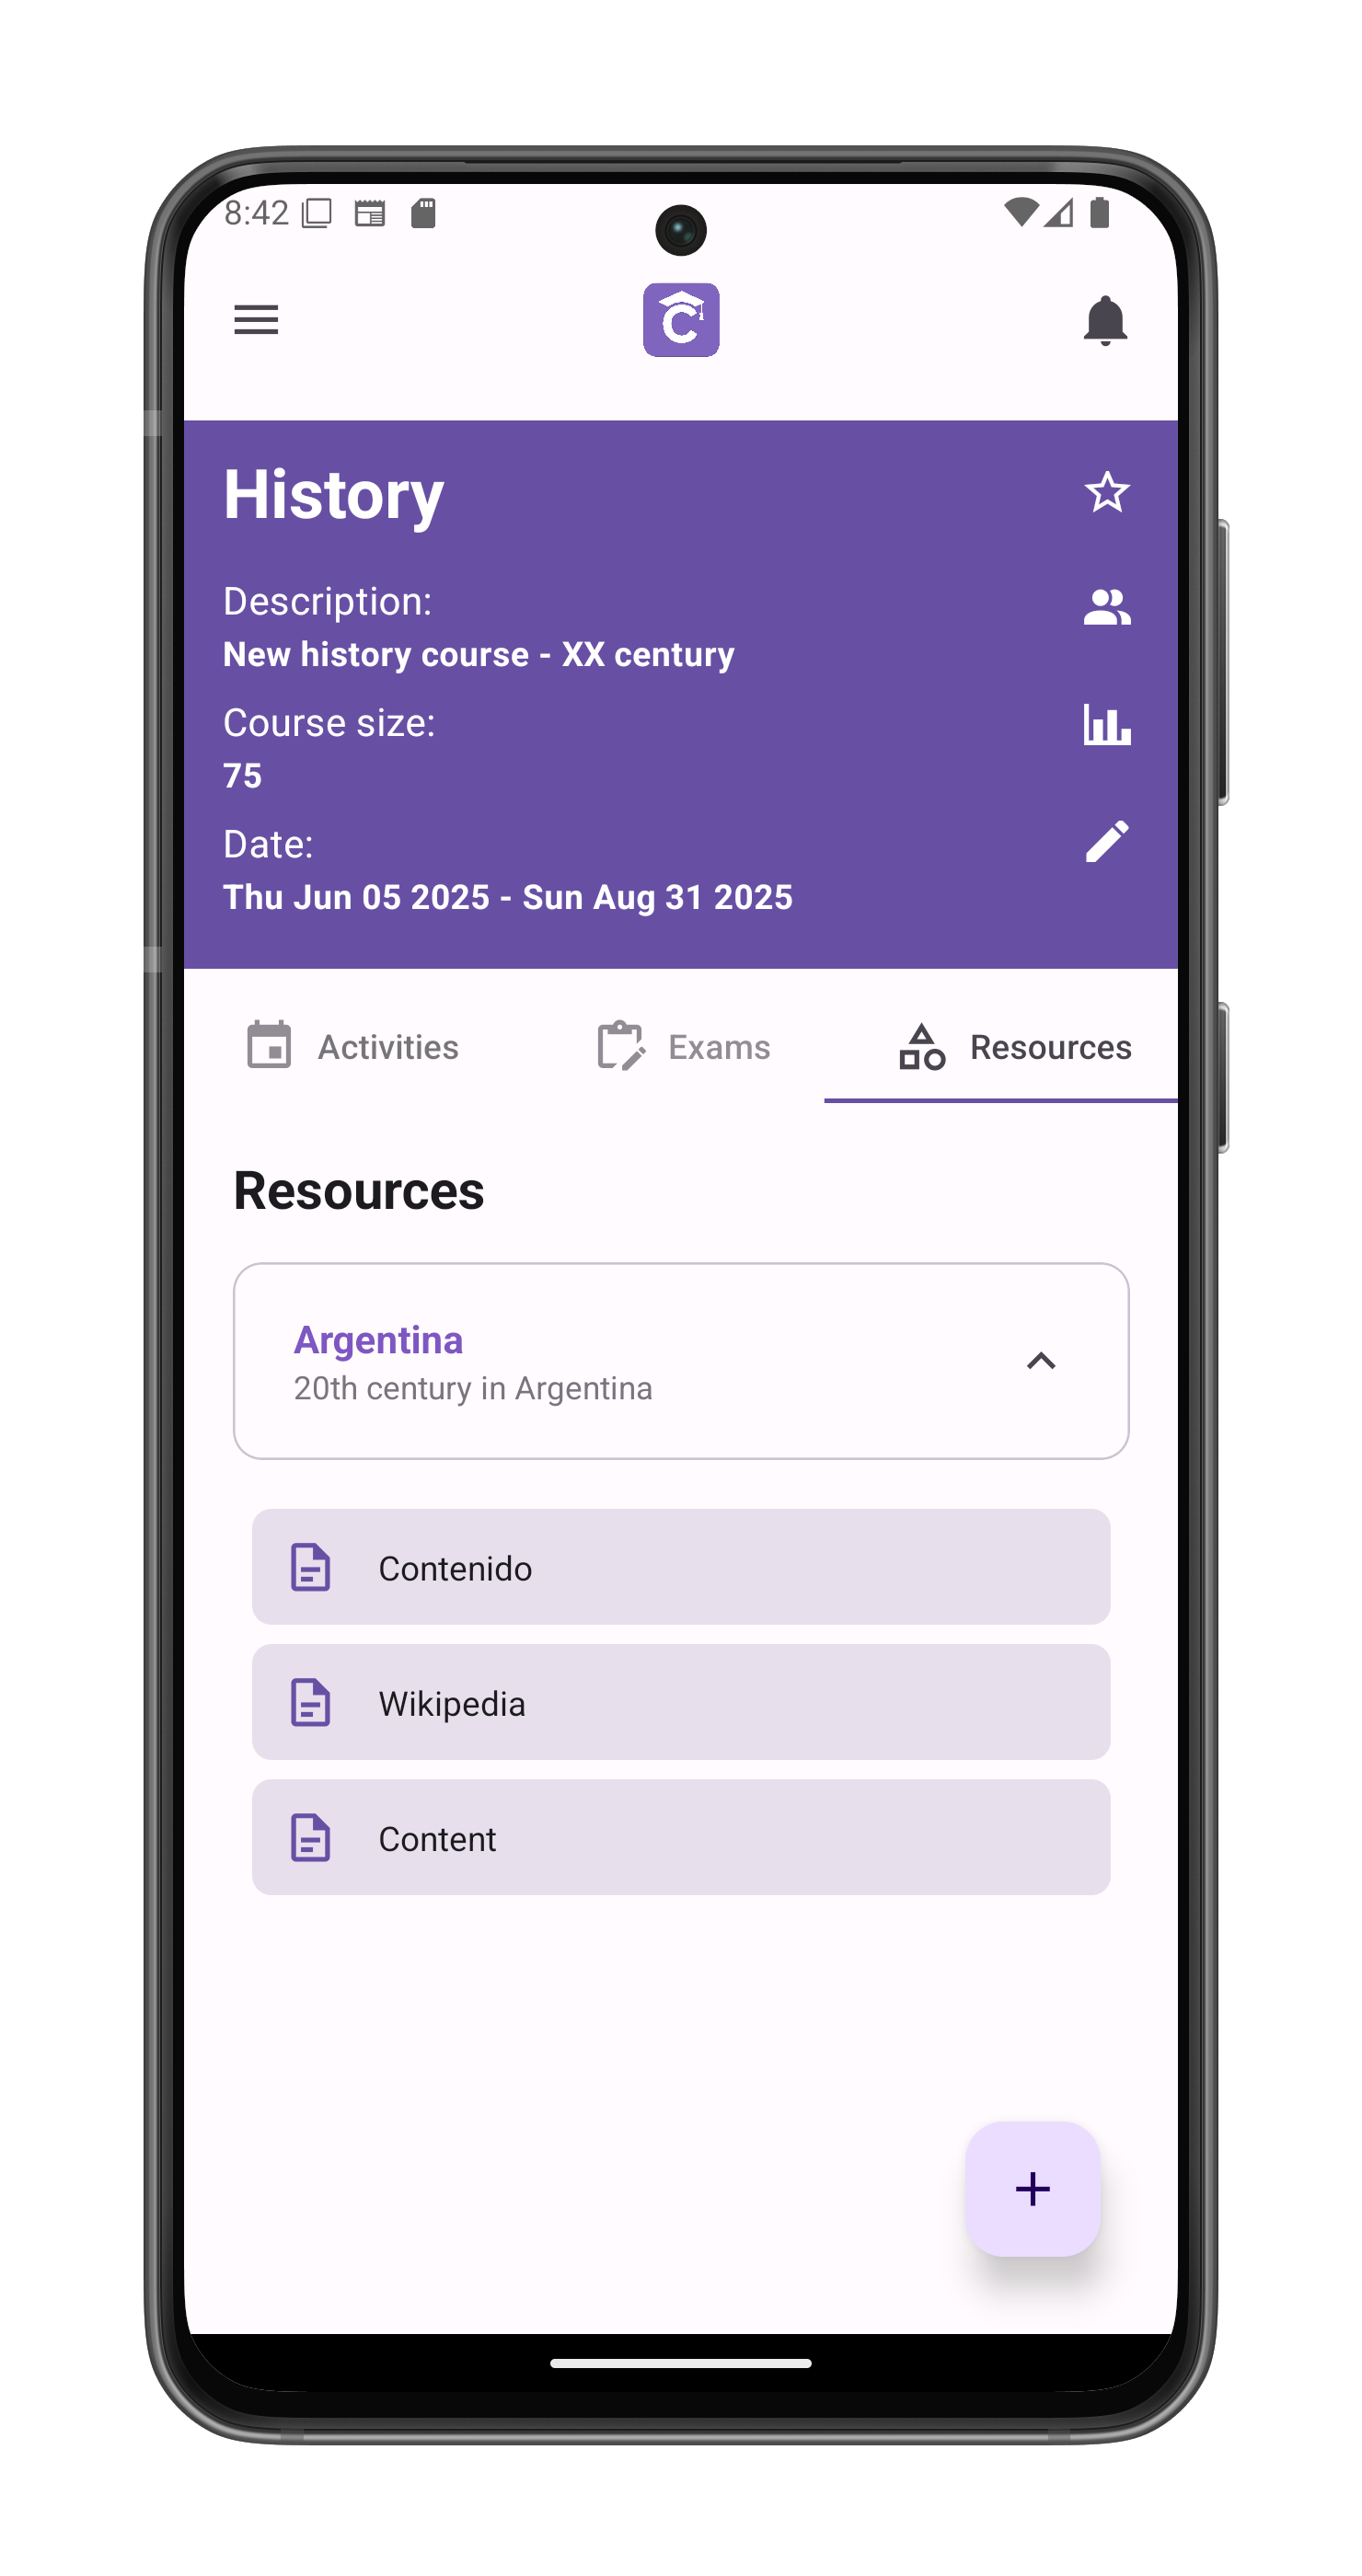 8:42
C
History
Description:
New history course - XX century
Course size:
75
Date:
Thu Jun 05 2025 - Sun Aug 31 2025
Activities
Exams
Resources
Resources
Argentina
20th century in Argentina
Contenido
Wikipedia
Content